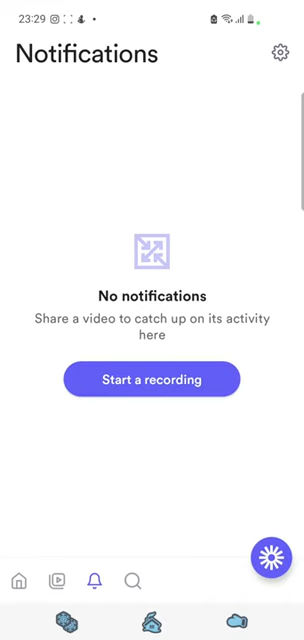 23:29
Notifications
No notifications
Share a video to catch up on its activity
here
Start a recording